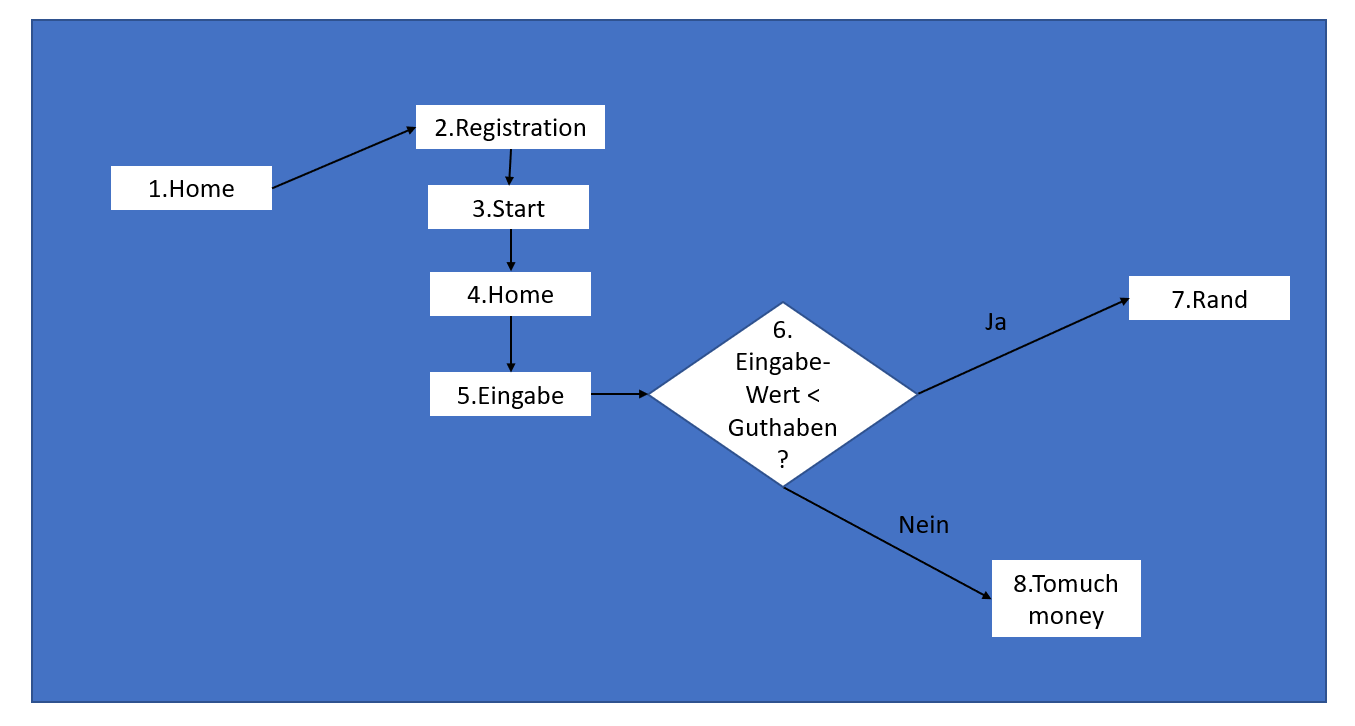 1.Home
2.Registration
3.Start
4.Home
5.Eingabe
6.
Eingabe-
Wert <
Guthaben
?
Ja
7.Rand
Nein
8.Tomuch
money